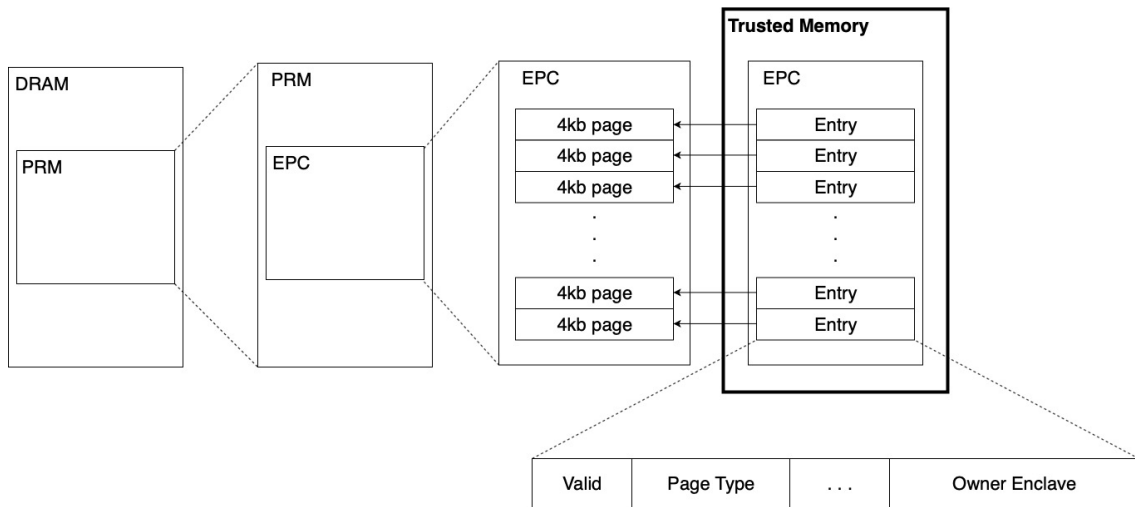 Trusted Memory
DRAM
PRM
PRM
EPC
EPC
4kb page
4kb page
4kb page
.
.
.
4kb page
4kb page
EPC
Entry
Entry
Entry
.
.
.
Entry
Entry
Valid
Page Type
. . .
Owner Enclave